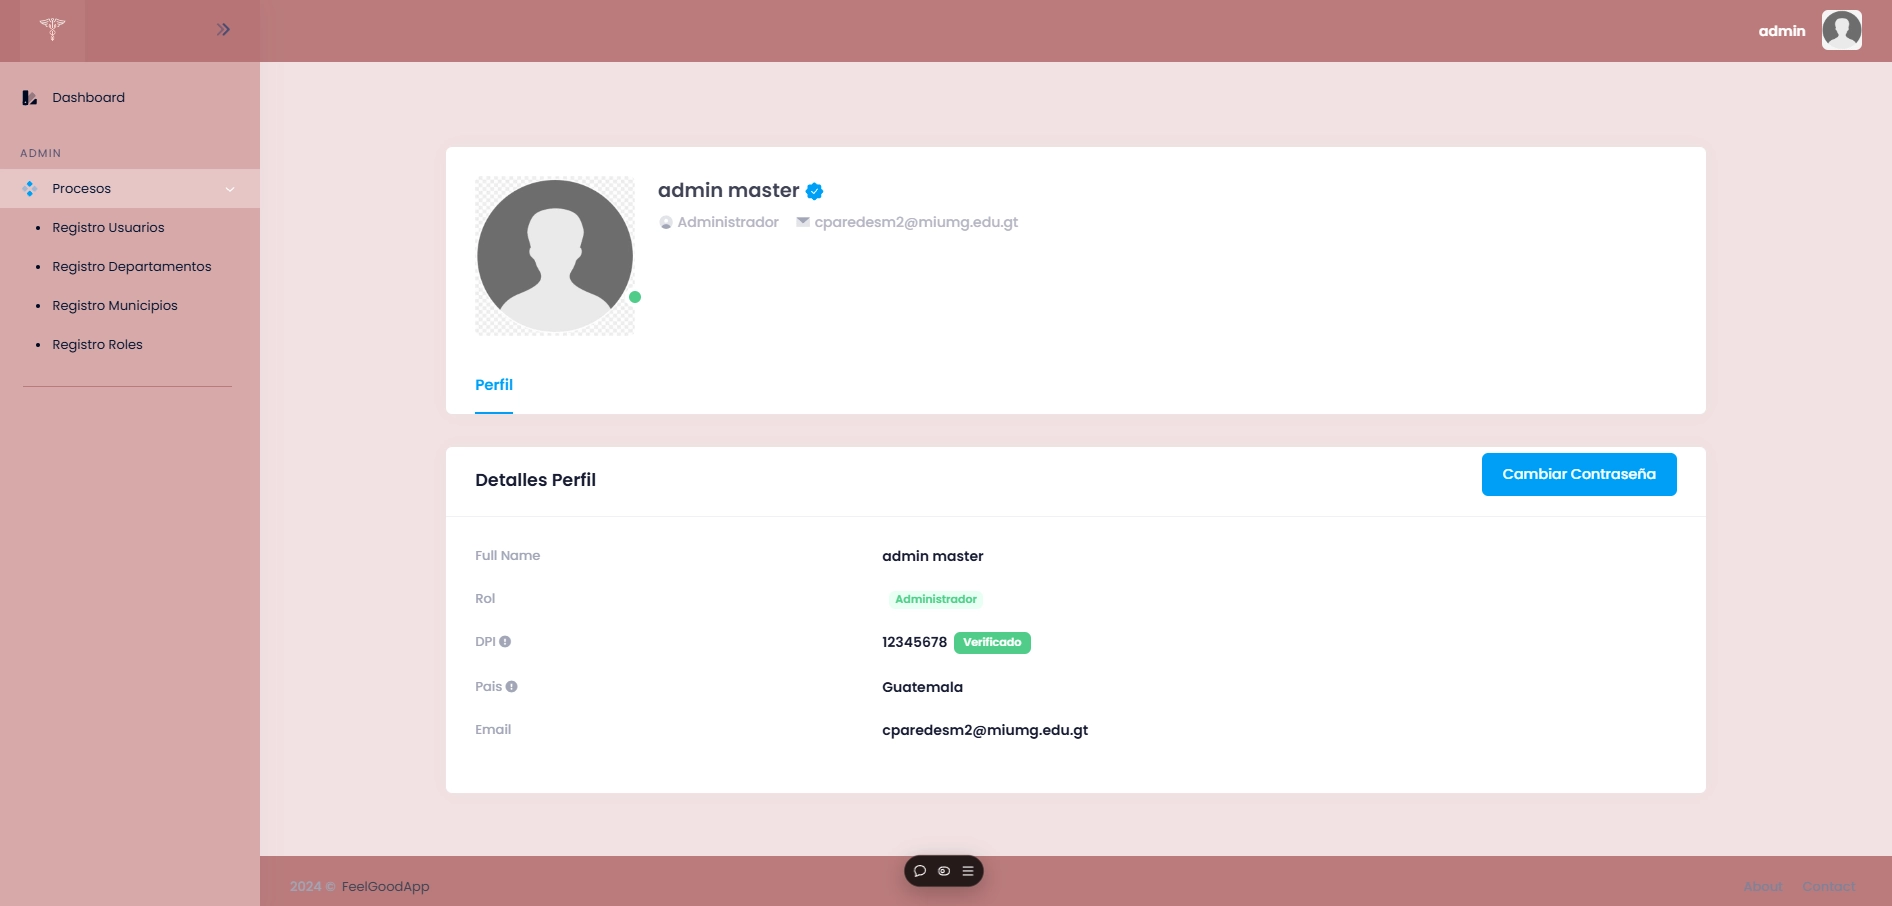 admin
Dashboard
ADMIN
Procesos
Registro Usuarios
Registro Departamentos
Registro Municipios
Registro Roles
admin master
Administrador cparedesm2@miumg.edu.gt
Perfil
Detalles Perfil
Cambiar Contraseña
Full Name admin master
Rol Administrador
DPI 12345678 Verificado
Pais Guatemala
Email cparedesm2@miumg.edu.gt
2024 © FeelGoodApp
About Contact